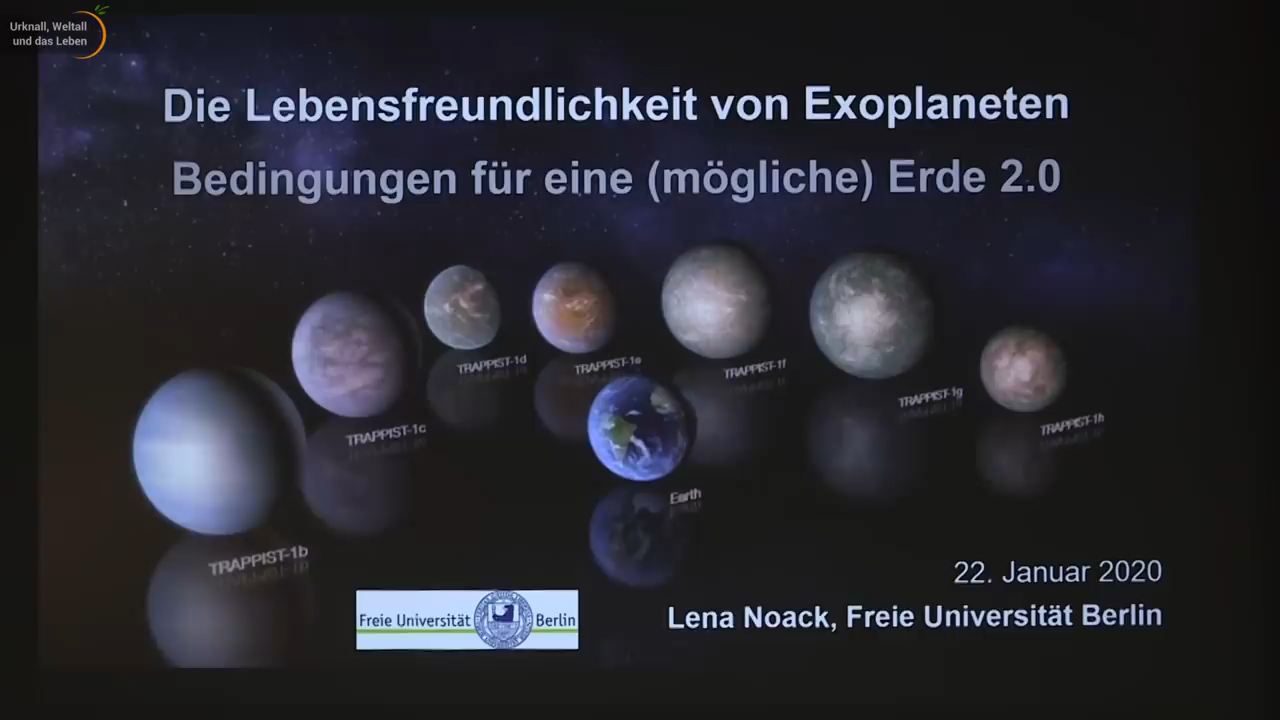 Urknall, Weltall
und das Leben
Die Lebensfreundlichkeit von Exoplaneten
Bedingungen für eine (mögliche) Erde 2.0
TRAPPIST-1d
TRAPPIST-1e
TRAPPIST-1f
TRAPPIST-1g
TRAPPIST-1h
TRAPPIST-1c
Earth
TRAPPIST-1b
22. Januar 2020
Lena Noack, Freie Universität Berlin
Freie Universität Berlin